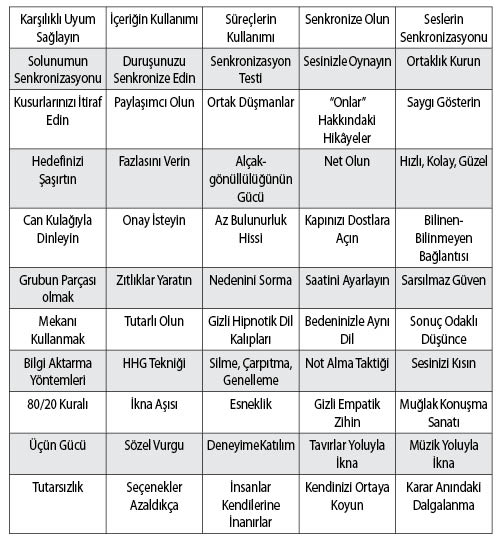 Karşılıklı Uyum Sağlayın | İçeriğin Kullanımı | Süreçlerin Kullanımı | Senkronize Olun | Seslerin Senkronizasyonu
Solunumun Senkronizasyonu | Duruşunuzu Senkronize Edin | Senkronizasyon Testi | Sesinizle Oynayın | Ortaklık Kurun
Kusurlarınızı İtiraf Edin | Paylaşımcı Olun | Ortak Düşmanlar | “Onlar” Hakkındaki Hikâyeler | Saygı Gösterin
Hedefinizi Şaşırtın | Fazlasını Verin | Alçak-gönüllülüğünün Gücü | Net Olun | Hızlı, Kolay, Güzel
Can Kulağıyla Dinleyin | Onay İsteyin | Az Bulunurluk Hissi | Kapınızı Dostlara Açın | Bilinen-Bilinmeyen Bağlantısı
Grubun Parçası olmak | Zıtlıklar Yaratın | Nedenini Sorma | Saatini Ayarlayın | Sarsılmaz Güven
Mekanı Kullanmak | Tutarlı Olun | Gizli Hipnotik Dil Kalıpları | Bedeninizle Aynı Dil | Sonuç Odaklı Düşünce
Bilgi Aktarma Yöntemleri | HHG Tekniği | Silme, Çarpıtma, Genelleme | Not Alma Taktiği | Sesinizi Kısın
80/20 Kuralı | İkna Aşısı | Esneklik | Gizli Empatik Zihin | Muğlak Konuşma Sanatı
Üçün Gücü | Sözel Vurgu | Deneyime Katılım | Tavırlar Yoluyla İkna | Müzik Yoluyla İkna
Tutarsızlık | Seçenekler Azaldıkça | İnsanlar Kendilerine İnanırlar | Kendinizi Ortaya Koyun | Karar Anındaki Dalgalanma